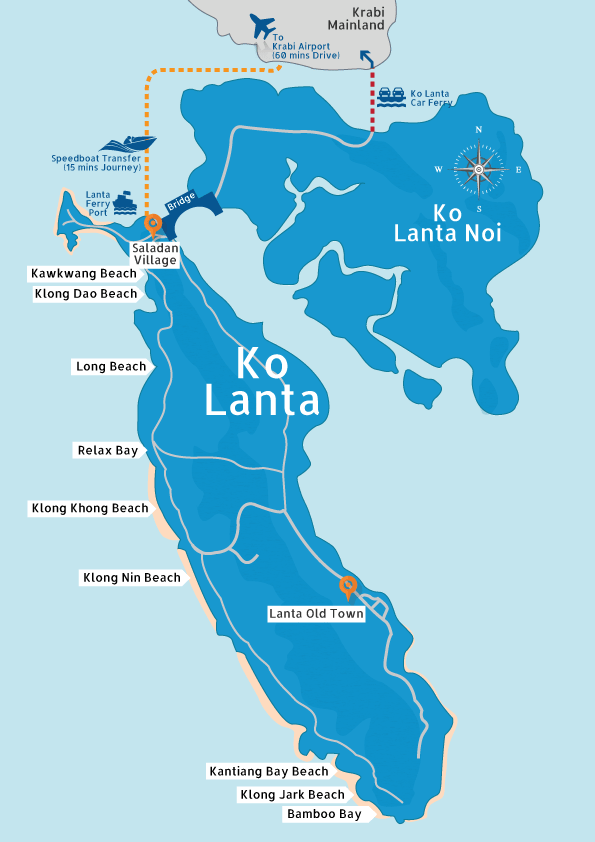 Krabi
Mainland
To
Krabi Airport
(60 mins Drive)
Ko Lanta
Car Ferry
Speedboat Transfer
(15 mins Journey)
N
W
E
S
Lanta
Ferry
Port
Bridge
Ko
Lanta Noi
Saladan
Village
Kawkwang Beach
Klong Dao Beach
Ko
Lanta
Long Beach
Relax Bay
Klong Khong Beach
Klong Nin Beach
Lanta Old Town
Kantiang Bay Beach
Klong Jark Beach
Bamboo Bay